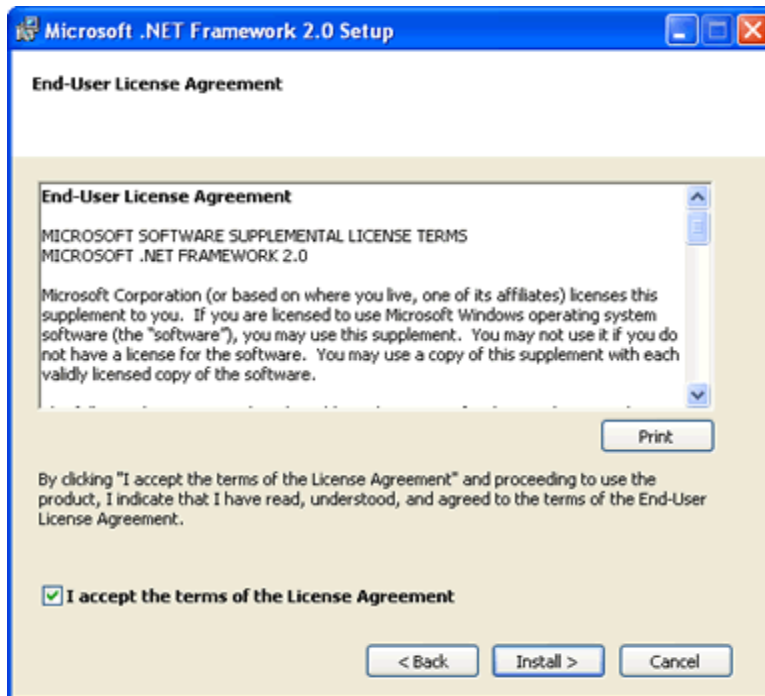 Microsoft .NET Framework 2.0 Setup
End-User License Agreement
End-User License Agreement
MICROSOFT SOFTWARE SUPPLEMENTAL LICENSE TERMS
MICROSOFT .NET FRAMEWORK 2.0
Microsoft Corporation (or based on where you live, one of its affiliates) licenses this
supplement to you.  If you are licensed to use Microsoft Windows operating system
software (the "software"), you may use this supplement.  You may not use it if you do
not have a license for the software.  You may use a copy of this supplement with each
validly licensed copy of the software.
Print
By clicking "I accept the terms of the License Agreement" and proceeding to use the
product, I indicate that I have read, understood, and agreed to the terms of the End-User
License Agreement.
I accept the terms of the License Agreement
< Back
Install >
Cancel